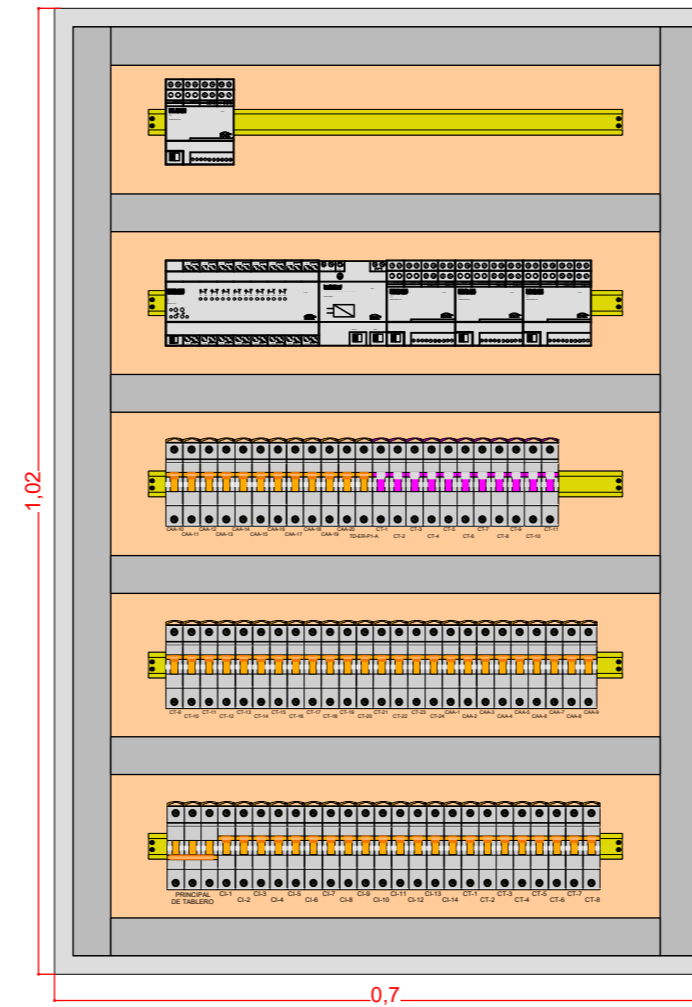 1,02
CAA-10 CAA-12 CAA-14 CAA-16 CAA-18 CAA-20 CT-1 CT-3 CT-5 CT-7 CT-9 CT-11
CAA-11 CAA-13 CAA-15 CAA-17 CAA-19 TD-ER-P1-A CT-2 CT-4 CT-6 CT-8 CT-10
CT-9 CT-11 CT-13 CT-15 CT-17 CT-19 CT-21 CT-23 CAA-1 CAA-3 CAA-5 CAA-7 CAA-9
CT-10 CT-12 CT-14 CT-16 CT-18 CT-20 CT-22 CT-24 CAA-2 CAA-4 CAA-6 CAA-8
PRINCIPAL
DE TABLERO
CI-1 CI-3 CI-5 CI-7 CI-9 CI-11 CI-13 CT-1 CT-3 CT-5 CT-7
CI-2 CI-4 CI-6 CI-8 CI-10 CI-12 CI-14 CT-2 CT-4 CT-6 CT-8
0,7